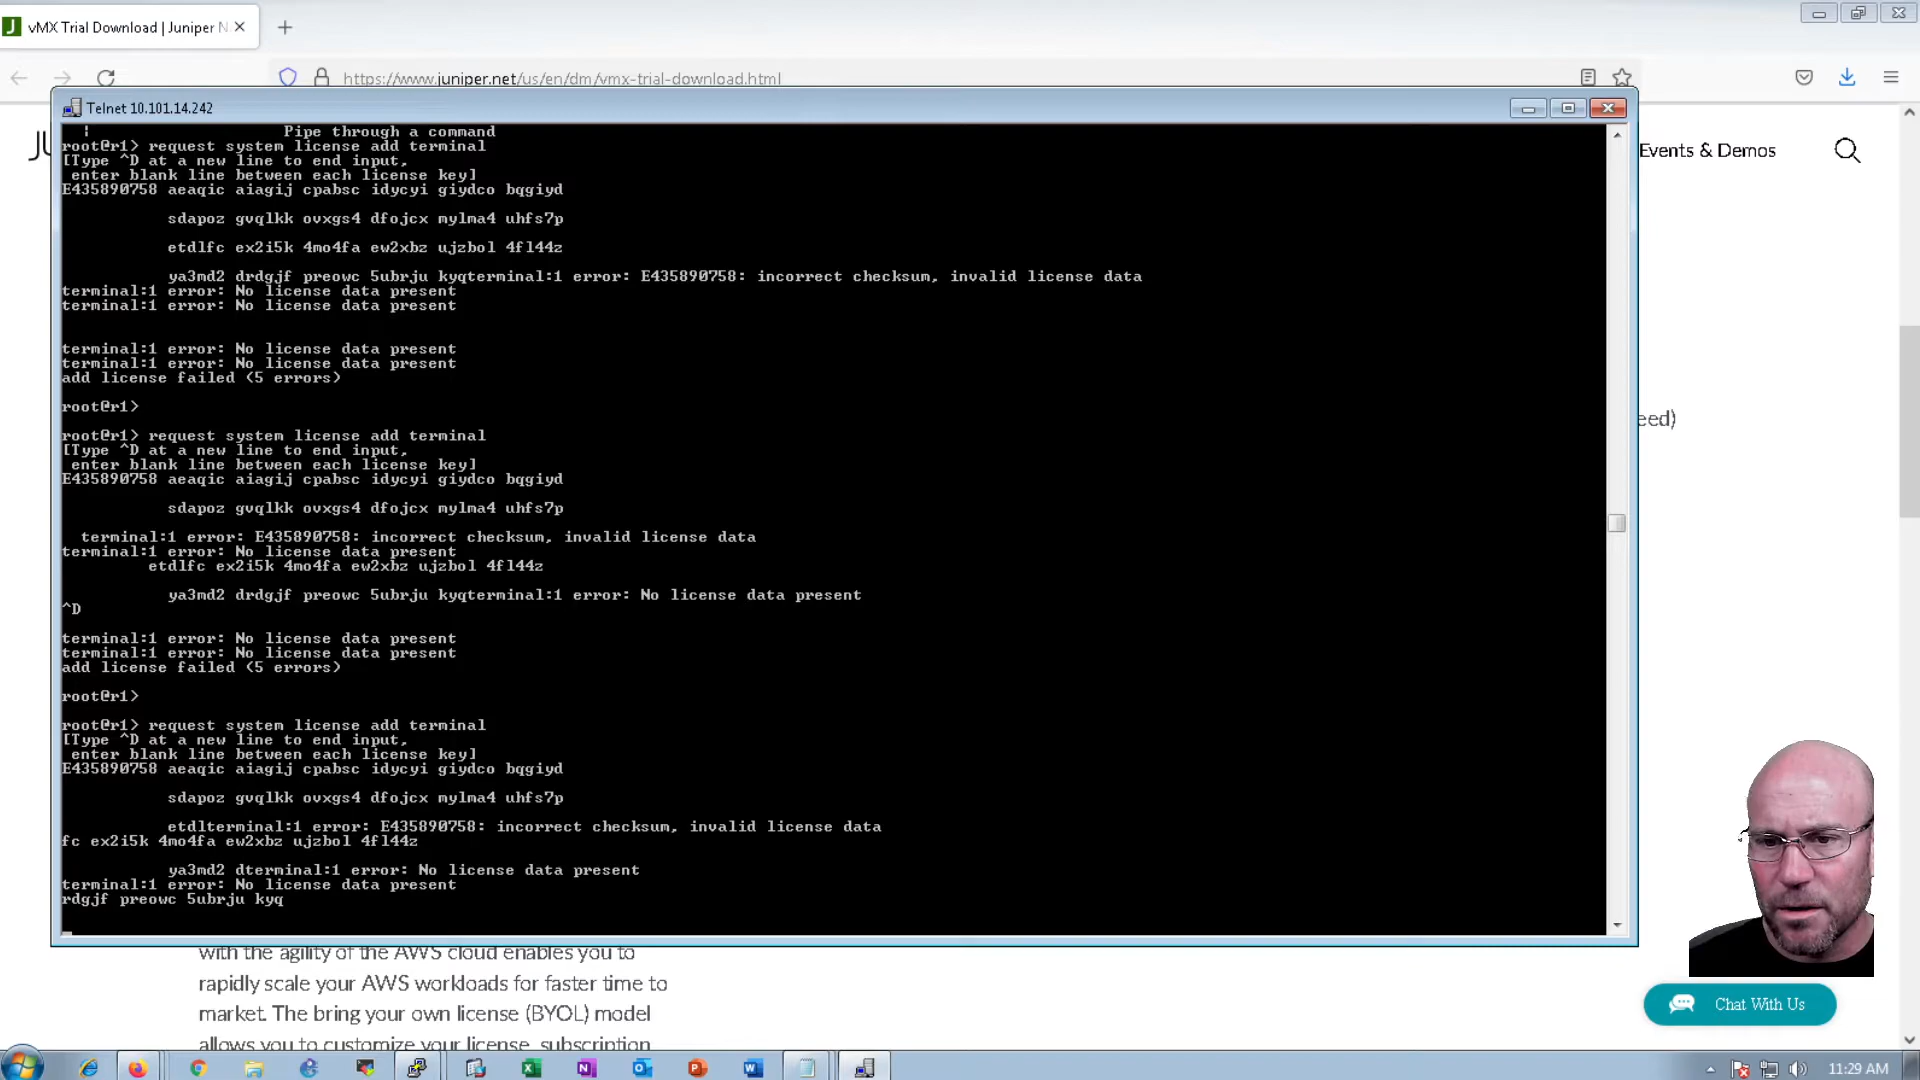 vMX Trial Download | Juniper N
https://www.juniper.net/us/en/dm/vmx-trial-download.html
Telnet 10.101.14.242
JU
Events & Demos
| Pipe through a command
root@r1> request system license add terminal
[Type ^D at a new line to end input,
enter blank line between each license key]
E435890758 aeaqic aiagij cpabsc idycyi giydco bqgiyd
sdapoz gvqlkk ovxgs4 dfojcx mylma4 uhfs7p
etdlfc ex2i5k 4mo4fa ew2xbz ujzbol 4fl44z
ya3md2 drdgjf preowc 5ubrju kyqterminal:1 error: E435890758: incorrect checksum, invalid license data
terminal:1 error: No license data present
terminal:1 error: No license data present
terminal:1 error: No license data present
terminal:1 error: No license data present
add license failed (5 errors)
root@r1>
eed)
root@r1> request system license add terminal
[Type ^D at a new line to end input,
enter blank line between each license key]
E435890758 aeaqic aiagij cpabsc idycyi giydco bqgiyd
sdapoz gvqlkk ovxgs4 dfojcx mylma4 uhfs7p
terminal:1 error: E435890758: incorrect checksum, invalid license data
terminal:1 error: No license data present
etdlfc ex2i5k 4mo4fa ew2xbz ujzbol 4fl44z
ya3md2 drdgjf preowc 5ubrju kyqterminal:1 error: No license data present
^D
terminal:1 error: No license data present
terminal:1 error: No license data present
add license failed (5 errors)
root@r1>
root@r1> request system license add terminal
[Type ^D at a new line to end input,
enter blank line between each license key]
E435890758 aeaqic aiagij cpabsc idycyi giydco bqgiyd
sdapoz gvqlkk ovxgs4 dfojcx mylma4 uhfs7p
etdlterminal:1 error: E435890758: incorrect checksum, invalid license data
fc ex2i5k 4mo4fa ew2xbz ujzbol 4fl44z
ya3md2 dterminal:1 error: No license data present
terminal:1 error: No license data present
rdgjf preowc 5ubrju kyq
with the agility of the AWS cloud enables you to
rapidly scale your AWS workloads for faster time to
market. The bring your own license (BYOL) model
allows you to customize your license, subscription
Chat With Us
11:29 AM